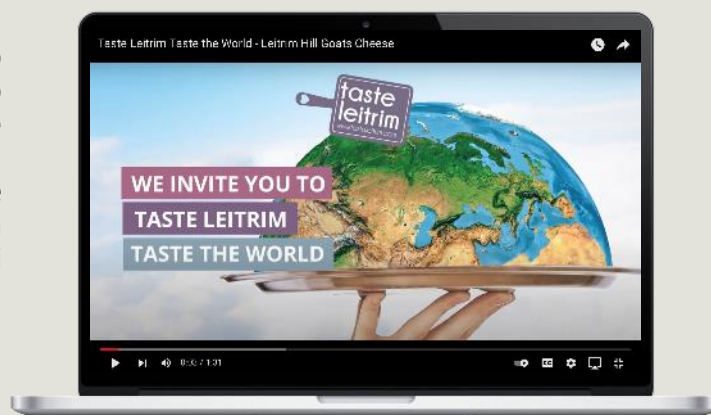 Taste Leitrim Taste the World - Leitrim Hill Goats Cheese
taste
leitrim
WE INVITE YOU TO
TASTE LEITRIM
TASTE THE WORLD
CC